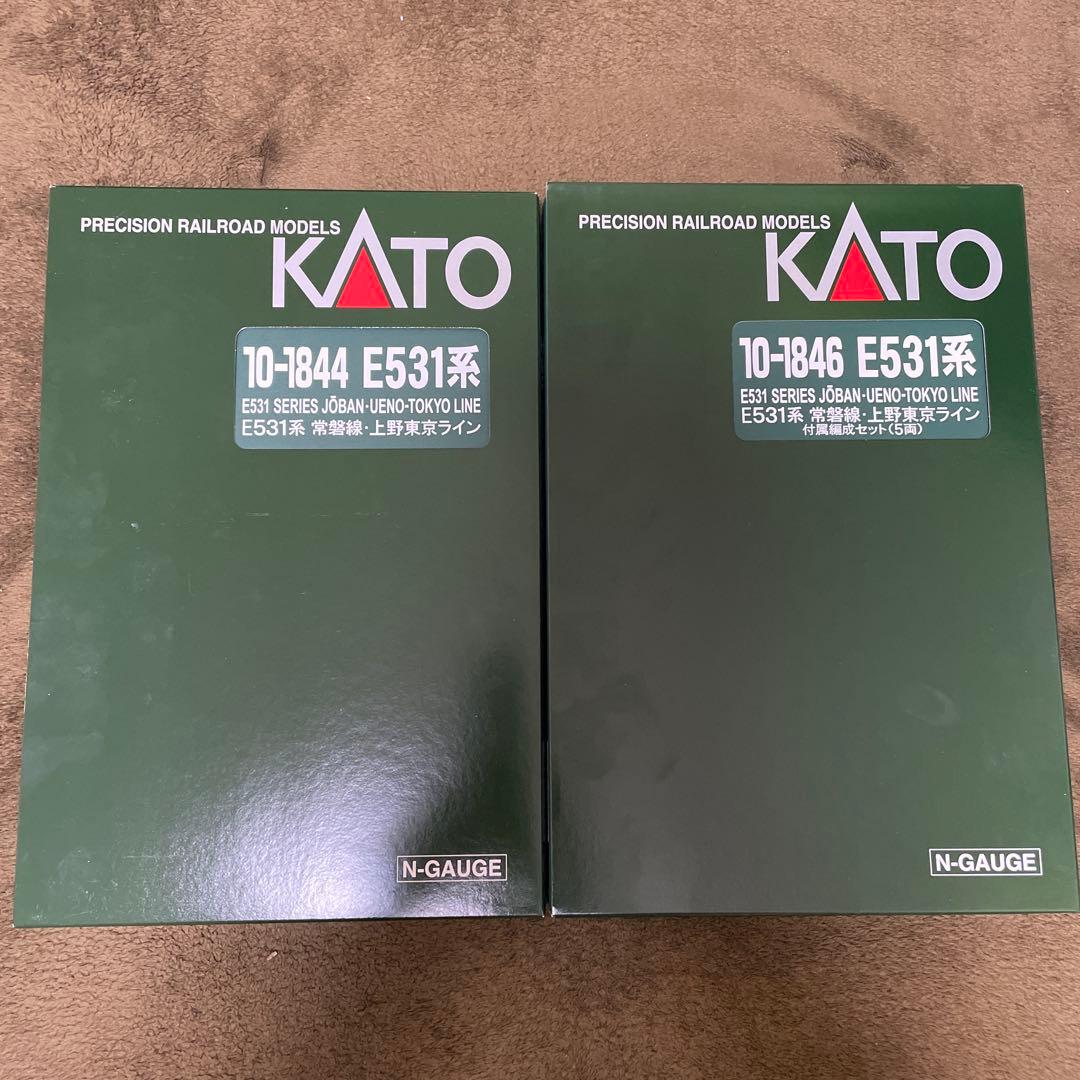 PRECISION RAILROAD MODELS
KATO
10-1844 E531系
E531 SERIES JŌBAN·UENO-TOKYO LINE
E531系 常磐線·上野東京ライン
N-GAUGE
PRECISION RAILROAD MODELS
KATO
10-1846 E531系
E531 SERIES JŌBAN·UENO-TOKYO LINE
E531系 常磐線·上野東京ライン
付属編成セット(5両)
N-GAUGE